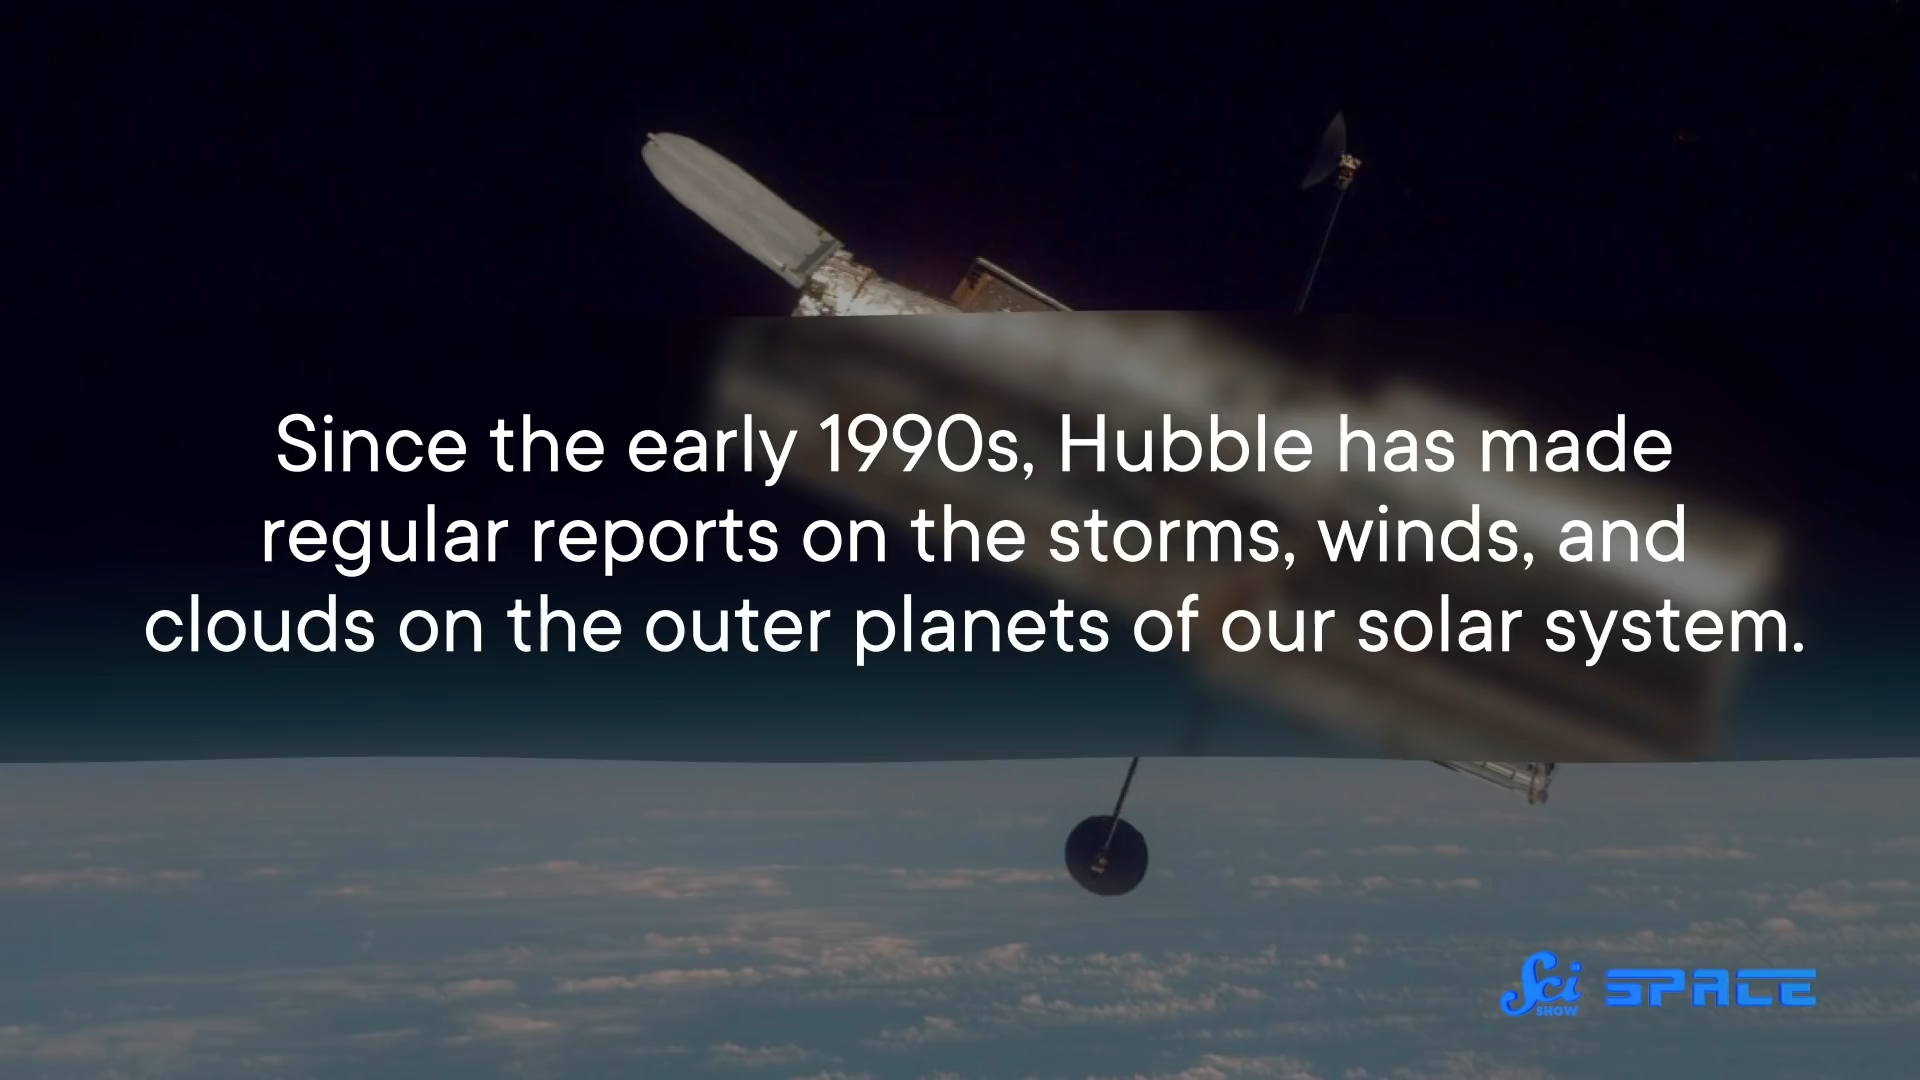 Since the early 1990s, Hubble has made
regular reports on the storms, winds, and
clouds on the outer planets of our solar system.
Sci SPACE
SHOW